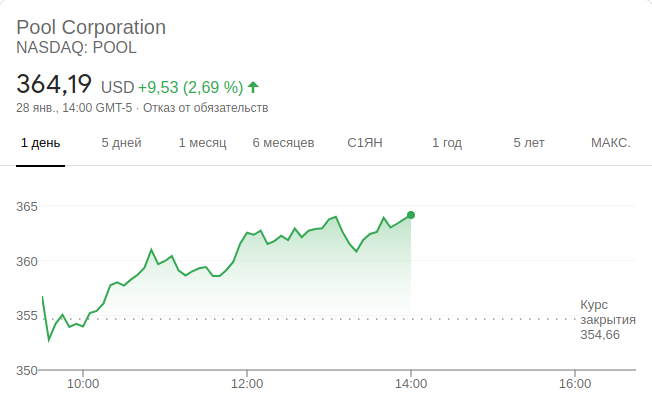 Pool Corporation
NASDAQ: POOL
364,19 USD +9,53 (2,69 %)
28 янв., 14:00 GMT-5 · Отказ от обязательств
1 день 5 дней 1 месяц 6 месяцев С1ЯН 1 год 5 лет МАКС.
365
360
355
350
Курс
закрытия
354,66
10:00 12:00 14:00 16:00